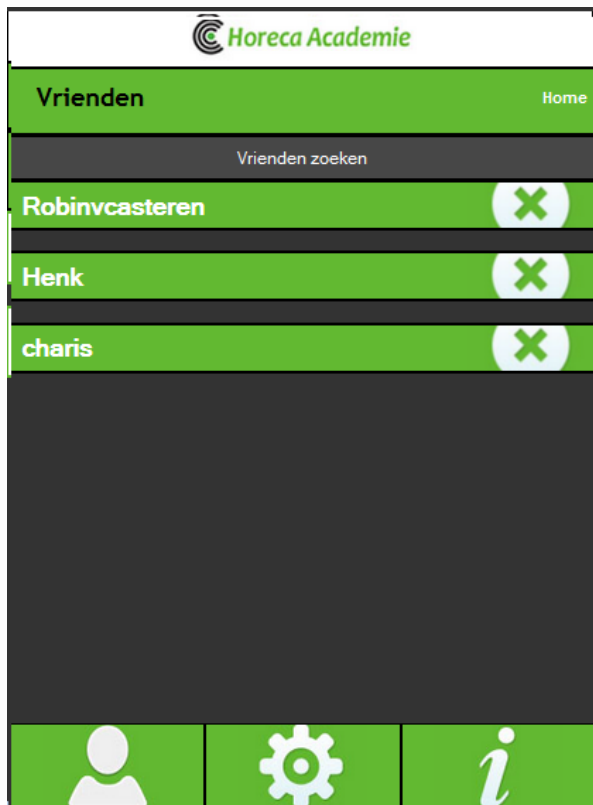 Horeca Academie
Vrienden
Home
Vrienden zoeken
Robinvcasteren
Henk
charis